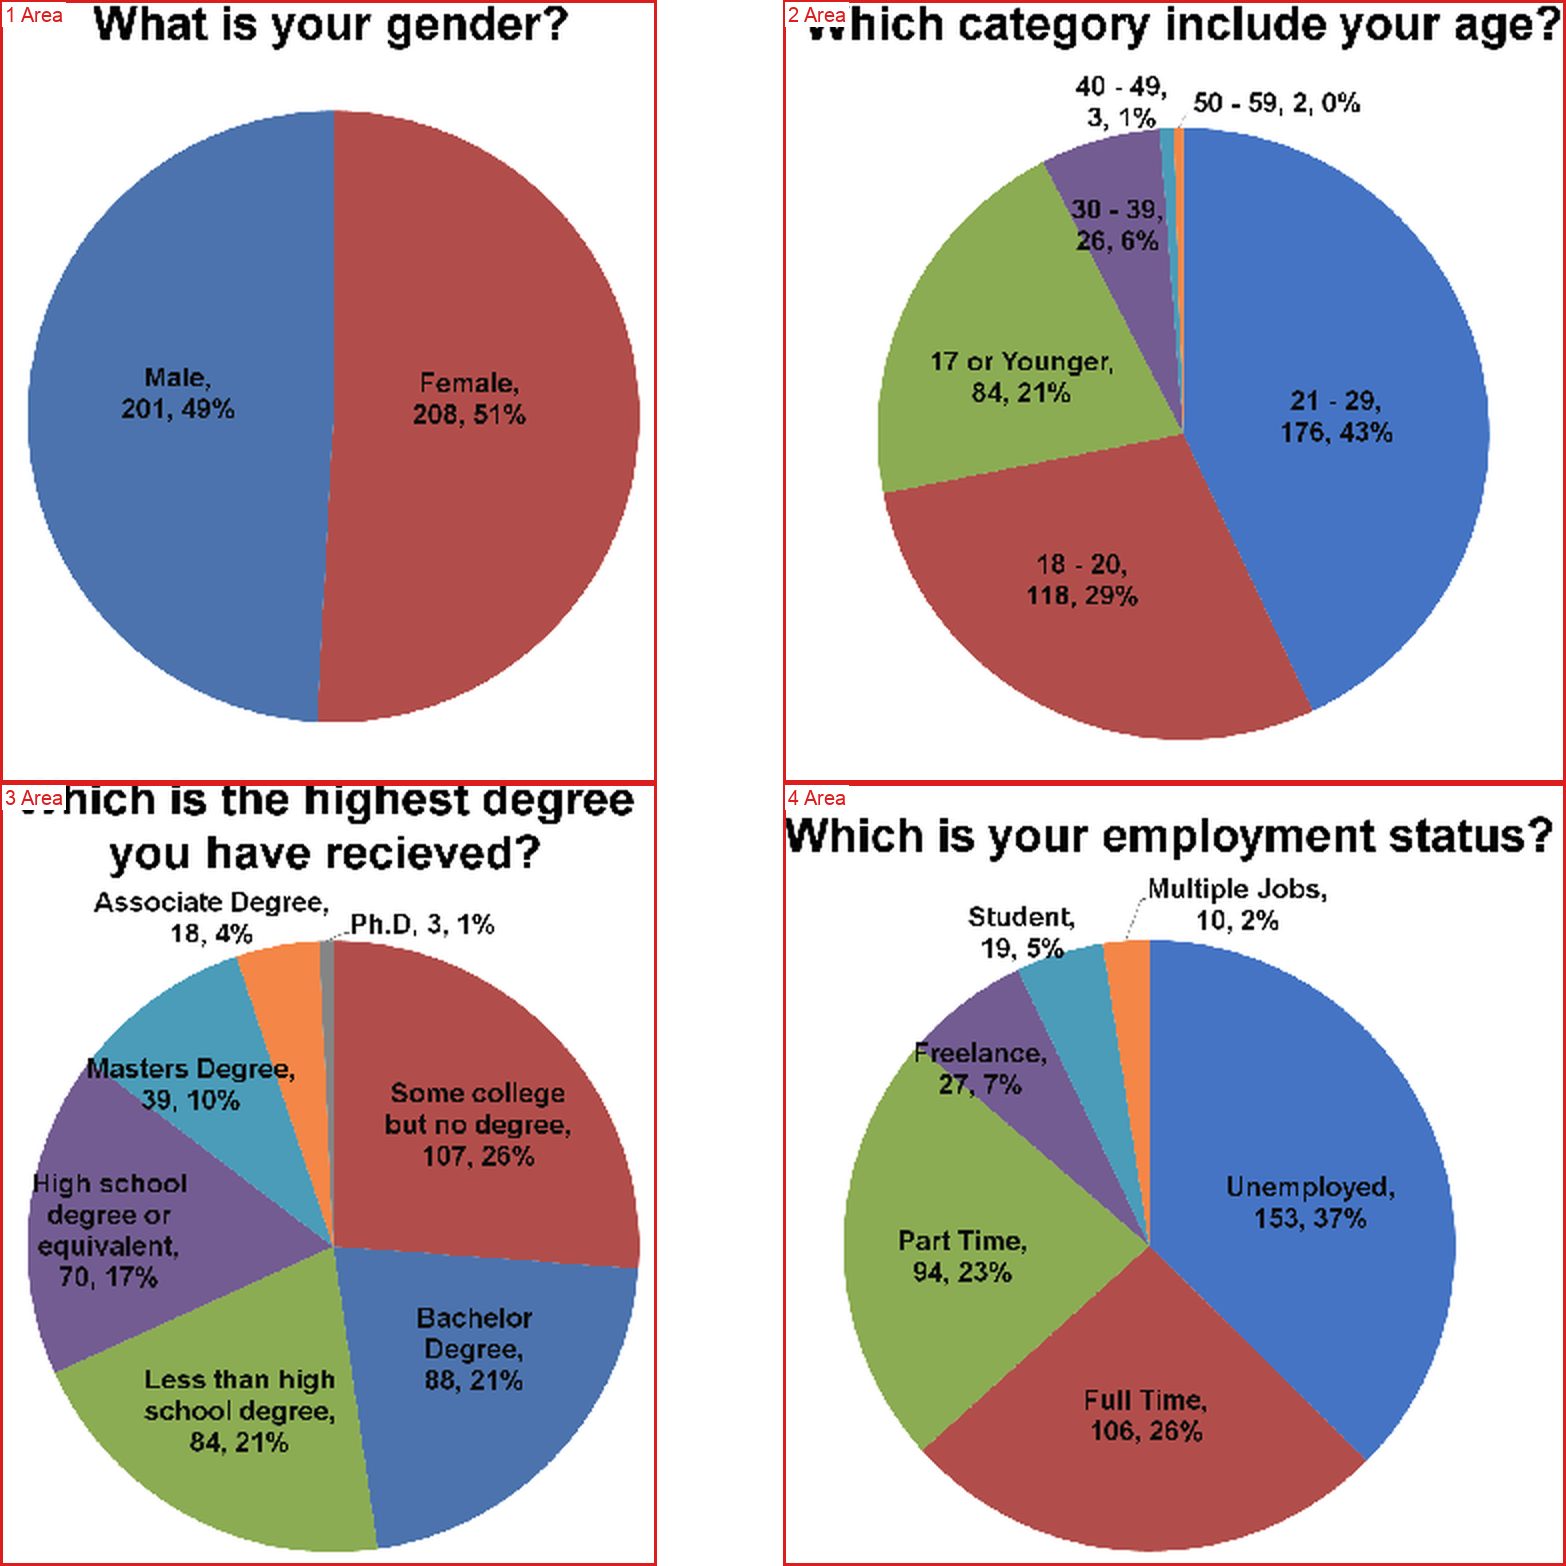 1 Area
What is your gender?
Male,
201, 49%
Female,
208, 51%
2 Area
Which category include your age?
40 - 49,
3, 1%
50 - 59, 2, 0%
30 - 39,
26, 6%
17 or Younger,
84, 21%
21 - 29,
176, 43%
18 - 20,
118, 29%
3 Area
Which is the highest degree
you have recieved?
Associate Degree,
18, 4%
Ph.D, 3, 1%
Masters Degree,
39, 10%
Some college
but no degree,
107, 26%
High school
degree or
equivalent,
70, 17%
Bachelor
Degree,
88, 21%
Less than high
school degree,
84, 21%
4 Area
Which is your employment status?
Multiple Jobs,
10, 2%
Student,
19, 5%
Freelance,
27, 7%
Unemployed,
153, 37%
Part Time,
94, 23%
Full Time,
106, 26%